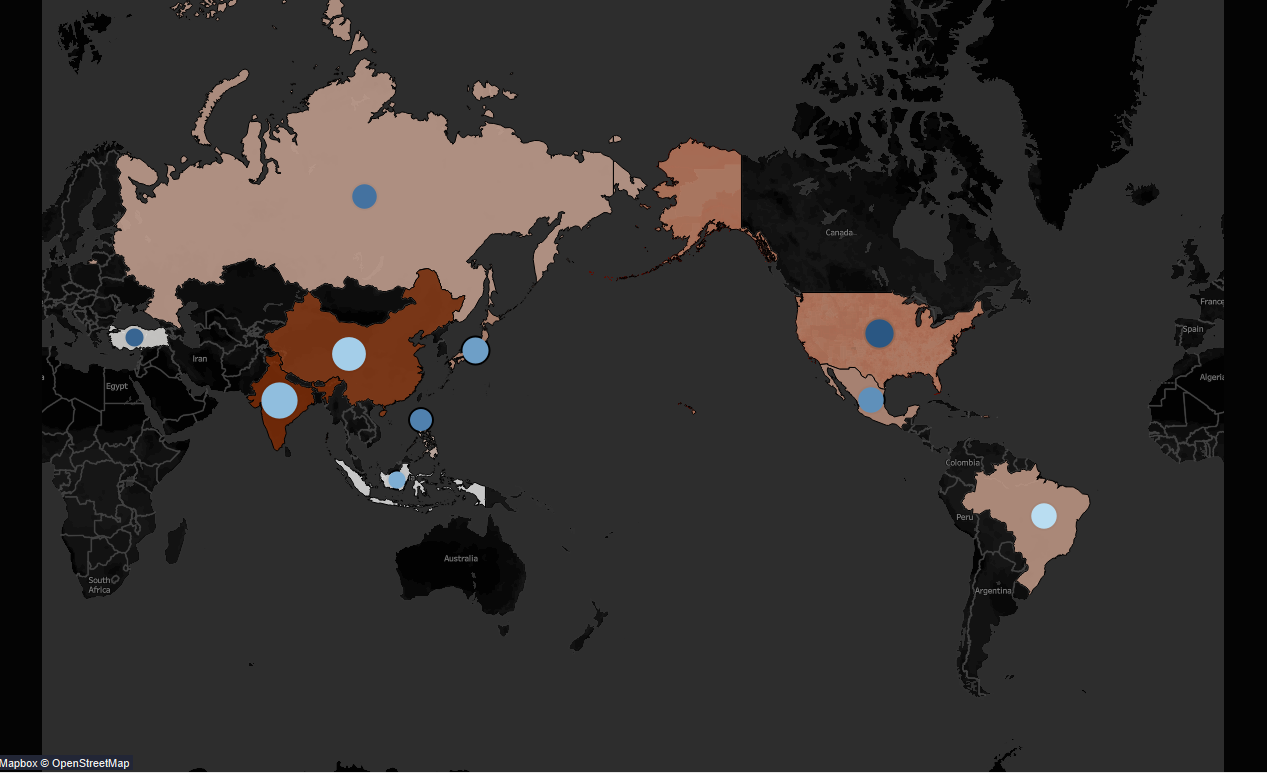 Canada
France
Spain
Iran
Egypt
Algeria
Colombia
Peru
Australia
South
Africa
Argentina
Mapbox © OpenStreetMap